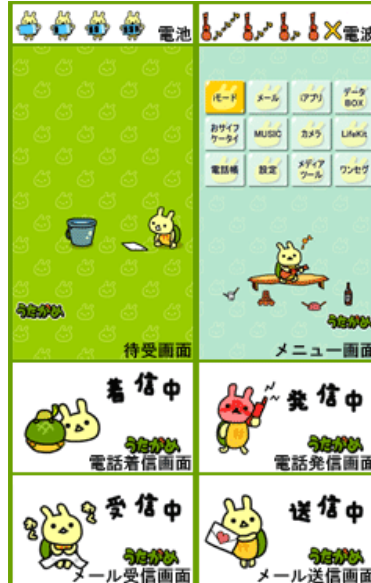 電池
電波
iモード
メール
iアプリ
データ
BOX
おサイフ
ケータイ
MUSIC
カメラ
LifeKit
電話帳
設定
メディア
ツール
ワンセグ
うたがめ
待受画面
うたがめ
メニュー画面
着信中
うたがめ
電話着信画面
発信中
うたがめ
電話発信画面
受信中
うたがめ
メール受信画面
送信中
うたがめ
メール送信画面